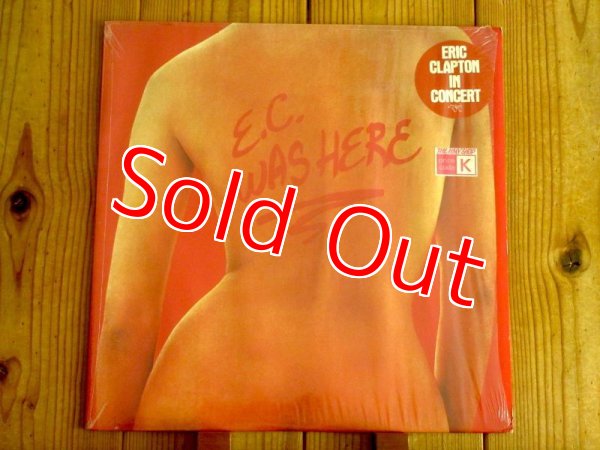 ERIC
CLAPTON
IN
CONCERT
E.C.
WAS HERE
K
Sold Out